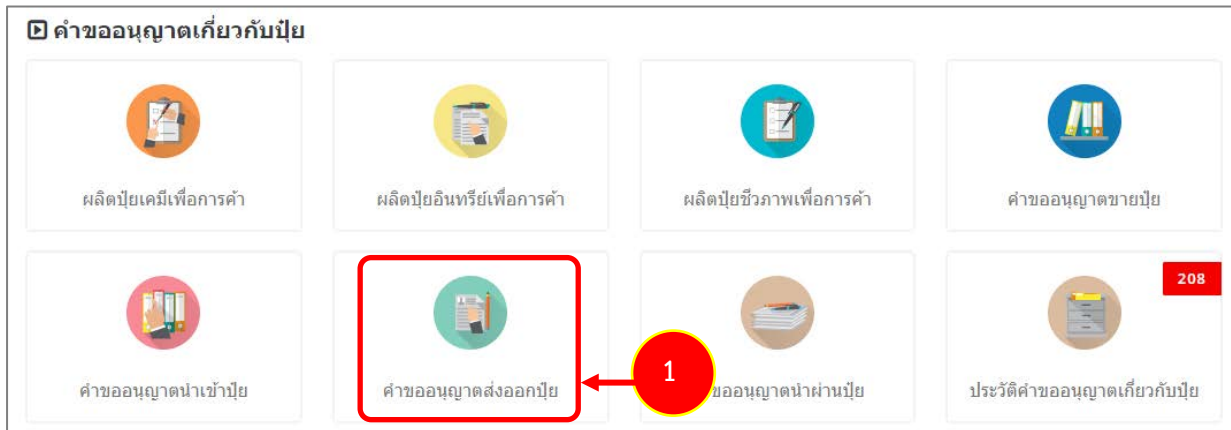 คำขออนุญาตเกี่ยวกับปุ๋ย
ผลิตปุ๋ยเคมีเพื่อการค้า
ผลิตปุ๋ยอินทรีย์เพื่อการค้า
ผลิตปุ๋ยชีวภาพเพื่อการค้า
คำขออนุญาตขายปุ๋ย
208
คำขออนุญาตนำเข้าปุ๋ย
คำขออนุญาตส่งออกปุ๋ย
1
ขออนุญาตนำผ่านปุ๋ย
ประวัติคำขออนุญาตเกี่ยวกับปุ๋ย